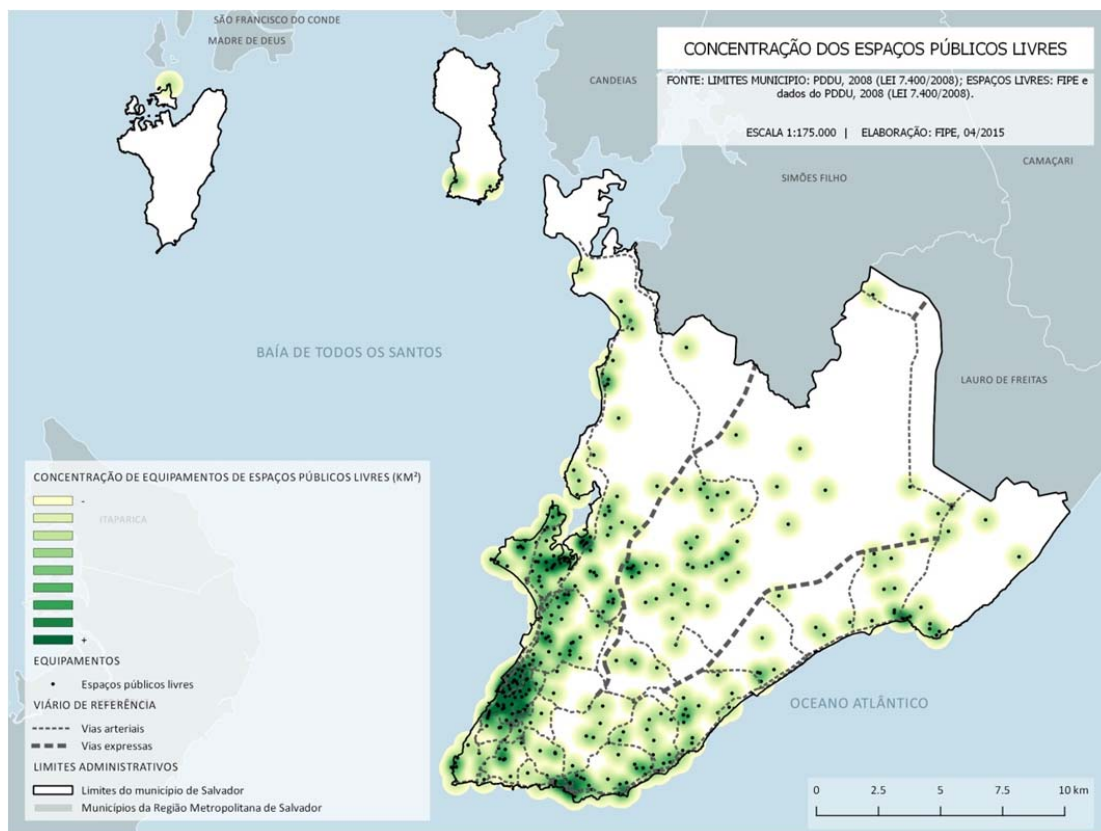 SÃO FRANCISCO DO CONDE
MADRE DE DEUS
CANDEIAS
CONCENTRAÇÃO DOS ESPAÇOS PÚBLICOS LIVRES
FONTE: LIMITES MUNICIPIO: PDDU, 2008 (LEI 7.400/2008); ESPAÇOS LIVRES: FIPE e
dados do PDDU, 2008 (LEI 7.400/2008).
ESCALA 1:175.000 | ELABORAÇÃO: FIPE, 04/2015
CAMAÇARI
SIMÕES FILHO
BAÍA DE TODOS OS SANTOS
LAURO DE FREITAS
CONCENTRAÇÃO DE EQUIPAMENTOS DE ESPAÇOS PÚBLICOS LIVRES (KM²)
-
ITAPARICA
+
EQUIPAMENTOS
Espaços públicos livres
VIÁRIO DE REFERÊNCIA
Vias arteriais
Vias expressas
LIMITES ADMINISTRATIVOS
Limites do município de Salvador
Municípios da Região Metropolitana de Salvador
OCEANO ATLÂNTICO
0 2.5 5 7.5 10 km